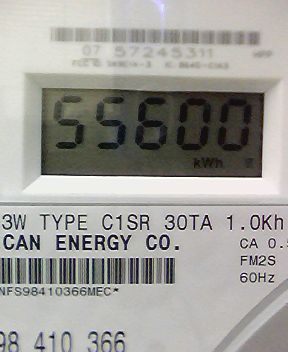 07 57245311
55600
kWh
3W TYPE C1SR 30TA 1.0Kh
CAN ENERGY CO.
CA 0.5
FM2S
60Hz
NFS98410366MEC*
98 410 366